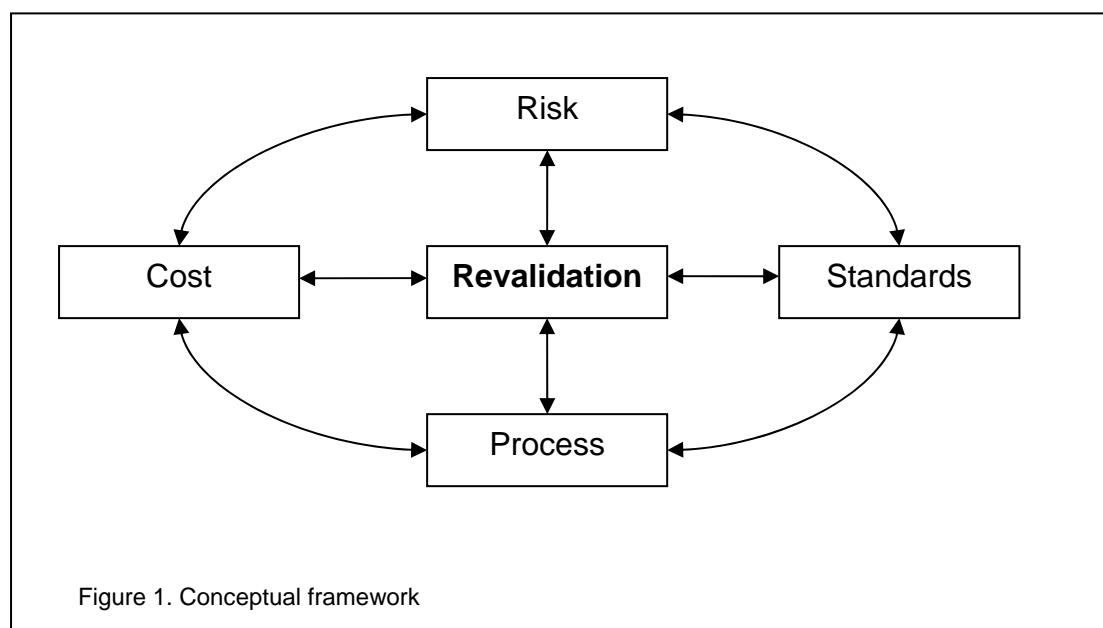 Risk
Cost
Revalidation
Standards
Process
Figure 1. Conceptual framework